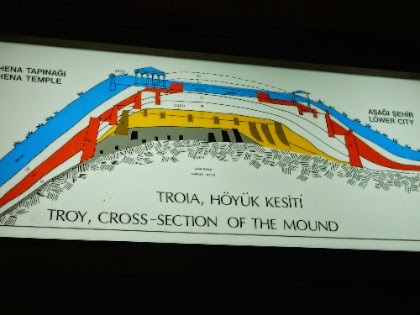 HENA TAPINAĞI
HENA TEMPLE
AŞAĞI ŞEHİR
LOWER CITY
TROIA, HÖYÜK KESİTİ
TROY, CROSS-SECTION OF THE MOUND